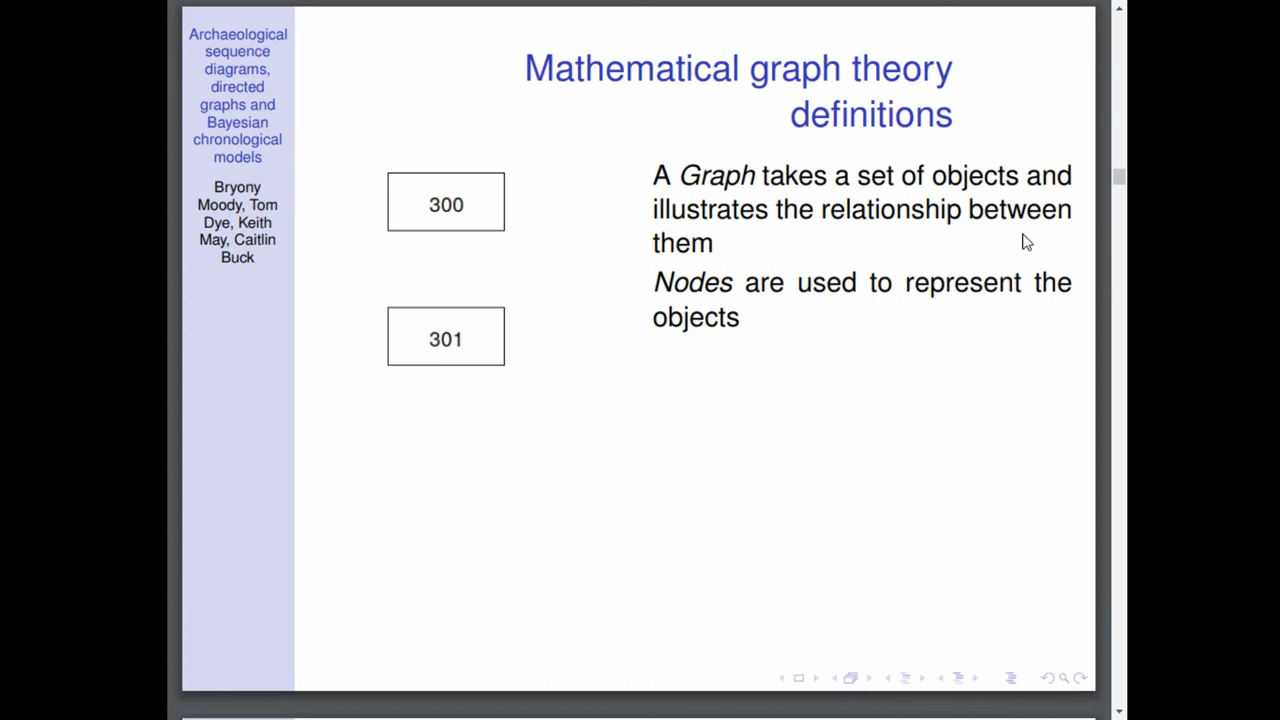 Archaeological
sequence
diagrams,
directed
graphs and
Bayesian
chronological
models
Bryony
Moody, Tom
Dye, Keith
May, Caitlin
Buck
Mathematical graph theory
definitions
300
301
A Graph takes a set of objects and
illustrates the relationship between
them
Nodes are used to represent the
objects